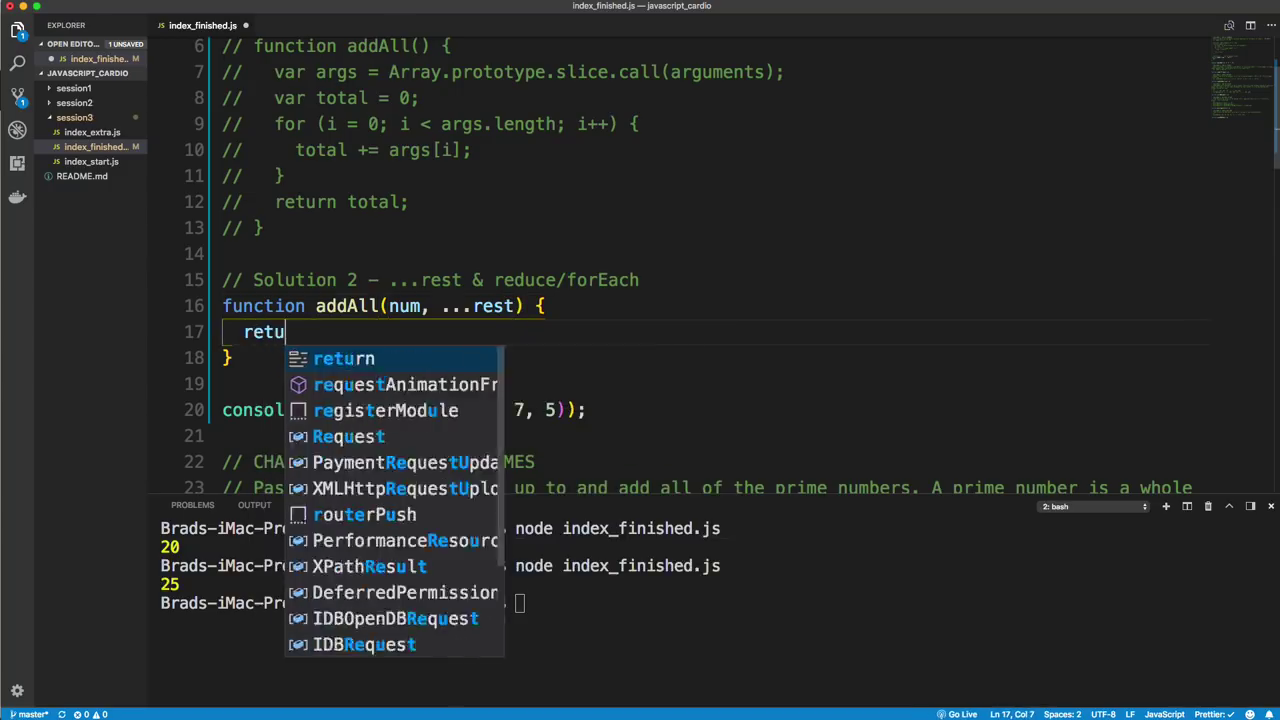 index_finished.js — javascript_cardio
EXPLORER
index_finished.js
OPEN EDITO... 1 UNSAVED
index_finishe... M
JAVASCRIPT_CARDIO
session1
session2
session3
index_extra.js
index_finished... M
index_start.js
README.md
1
1
6 // function addAll() {
7 //   var args = Array.prototype.slice.call(arguments);
8 //   var total = 0;
9 //   for (i = 0; i < args.length; i++) {
10 //     total += args[i];
11 //   }
12 //   return total;
13 // }
14
15 // Solution 2 - ...rest & reduce/forEach
16 function addAll(num, ...rest) {
17   retu
18 }
19
20 consol 7, 5));
21
22 // CHA MES
23 // Pas up to and add all of the prime numbers. A prime number is a whole
return
requestAnimationFr
registerModule
Request
PaymentRequestUpda
XMLHttpRequestUplo
routerPush
PerformanceResourc
XPathResult
DeferredPermission
IDBOpenDBRequest
IDBRequest
PROBLEMS OUTPUT 2: bash
Brads-iMac-Pr node index_finished.js
20
Brads-iMac-Pr node index_finished.js
25
Brads-iMac-Pr
master* 0 0 Go Live Ln 17, Col 7 Spaces: 2 UTF-8 LF JavaScript Prettier: ✓